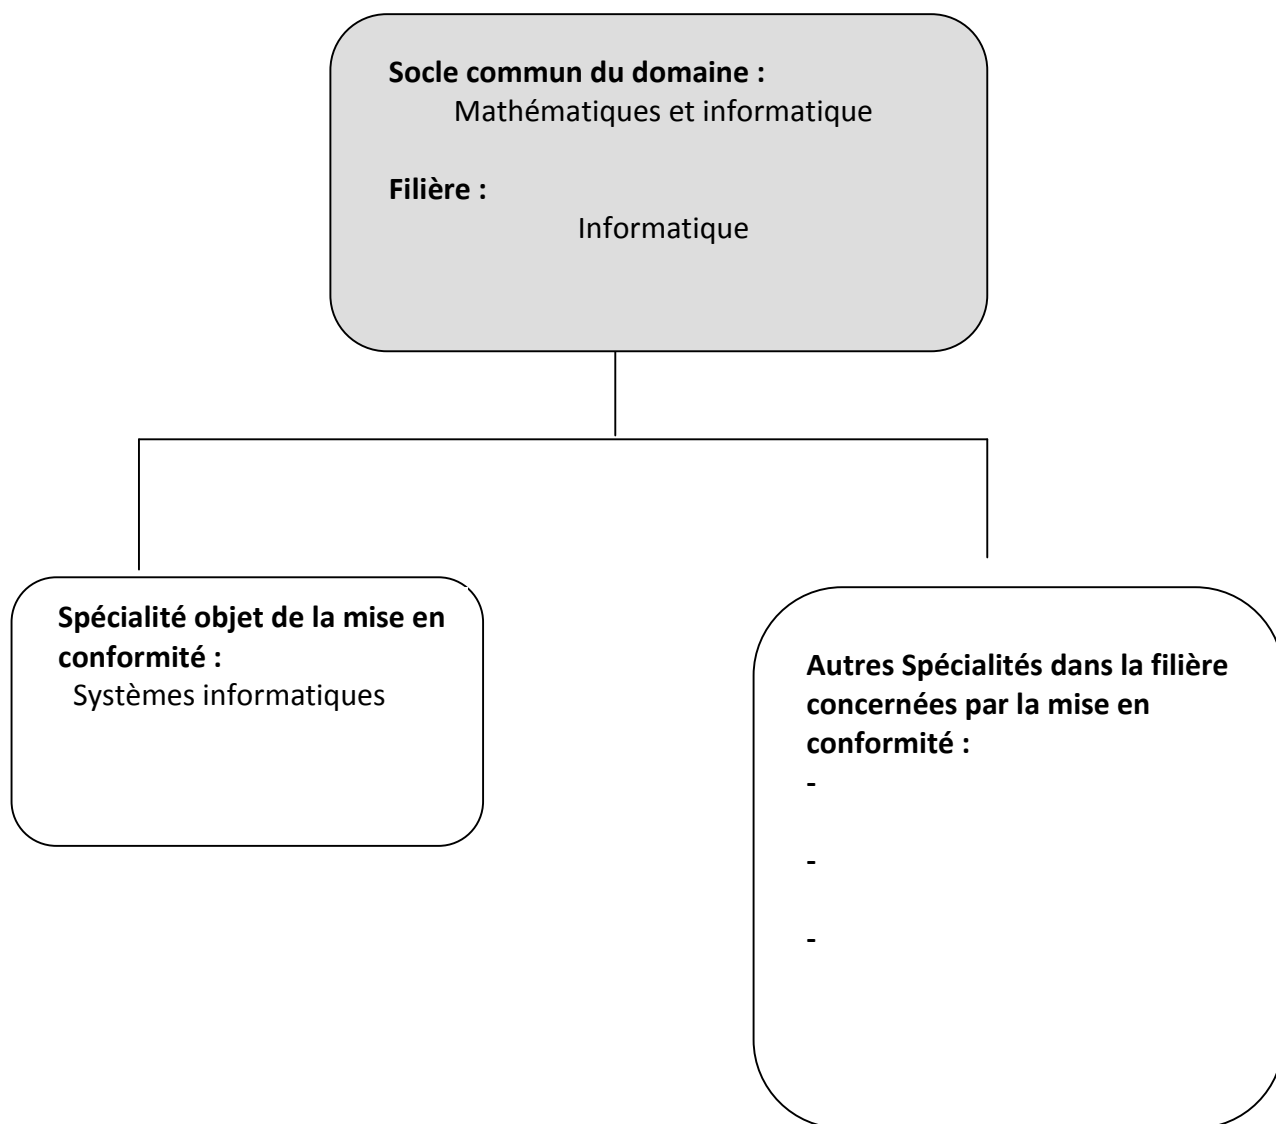 Socle commun du domaine :
Mathématiques et informatique
Filière :
Informatique
Spécialité objet de la mise en
conformité :
Systèmes informatiques
Autres Spécialités dans la filière
concernées par la mise en
conformité :
-
-
-